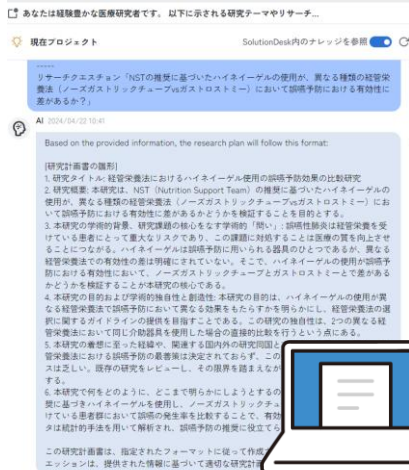 あなたは経験豊かな医療研究者です。 以下に示される研究テーマやリサーチ...
現在プロジェクト
SolutionDesk内のナレッジを参照
-----
リサーチクエスチョン「NSTの推奨に基づいたハイネイーゲルの使用が、異なる種類の経管栄
養法（ノーズガストリックチューブvsガストロストミー）において誤嚥予防における有効性に
差があるか？」
AI 2024/04/22 10:41
Based on the provided information, the research plan will follow this format:
[研究計画書の雛形]
1. 研究タイトル: 経管栄養法におけるハイネイーゲル使用の誤嚥予防効果の比較研究
2. 研究概要: 本研究は、NST（Nutrition Support Team）の推奨に基づいたハイネイーゲルの
使用が、異なる種類の経管栄養法（ノーズガストリックチューブvsガストロストミー）にお
いて誤嚥予防における有効性に差があるかどうかを検証することを目的とする。
3. 本研究の学術的背景、研究課題の核心をなす学術的「問い」: 誤嚥性肺炎は経管栄養を受
けている患者にとって重大なリスクであり、この課題に対処することは医療の質を向上させ
ることにつながる。ハイネイーゲルは誤嚥予防に用いられる器具のひとつであるが、異なる
経管栄養法での有効性の差は明確にされていない。そこで、ハイネイーゲルの使用が誤嚥予
防における有効性において、ノーズガストリックチューブとガストロストミーとで差がある
かどうかを検証することが本研究の核心である。
4. 本研究の目的および学術的独自性と創造性: 本研究の目的は、ハイネイーゲルの使用が異
なる経管栄養法で誤嚥予防において異なる効果をもたらすかを明らかにし、経管栄養法の選
択に関するガイドラインの提供を目指すことである。この研究の独自性は、2つの異なる経
管栄養法において同じ介助器具を使用した場合の直接的比較を行うという点にある。
5. 本研究の着想に至った経緯や、関連する国内外の研究動向と
管栄養法における誤嚥予防の最善策は決定されておらず、この
スは乏しい。既存の研究をレビューし、その限界を踏まえなが
する。
6. 本研究で何をどのように、どこまで明らかにしようとするの
奨に基づきハイネイーゲルを使用し、ノーズガストリックチュ
けている患者群において誤嚥の発生率を比較することで、有効
タは統計的手法を用いて解析され、誤嚥予防の推奨に役立てら
この研究計画書は、指定されたフォーマットに従って作成
エッションは、提供された情報に基づいて適切な研究計画